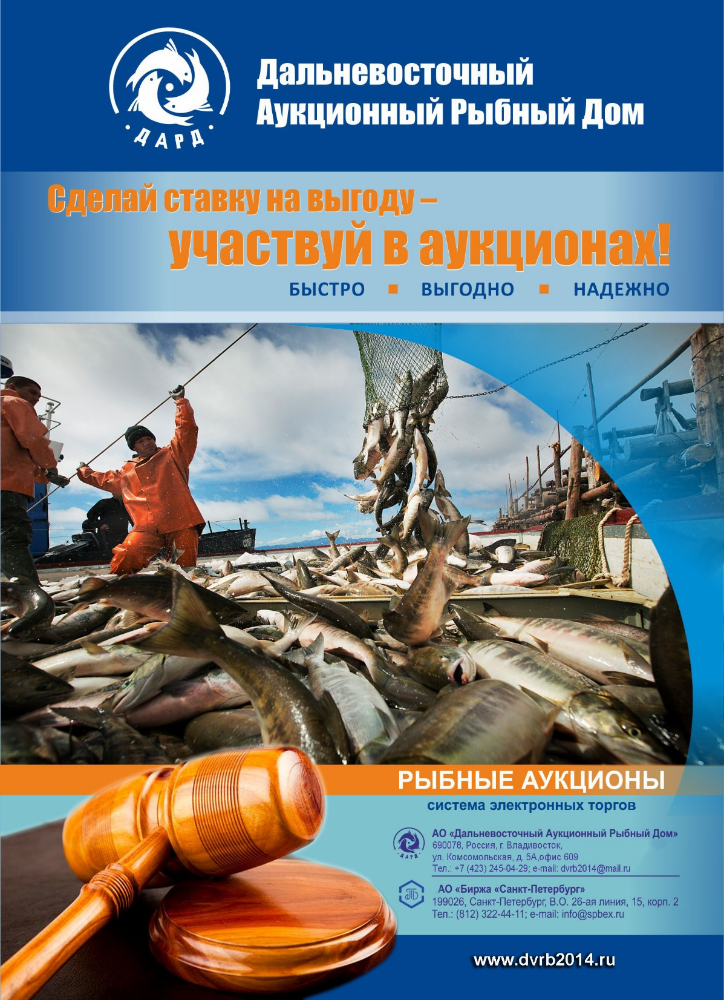 ДАРД
Дальневосточный
Аукционный Рыбный Дом
Сделай ставку на выгоду –
участвуй в аукционах!
БЫСТРО ▪ ВЫГОДНО ▪ НАДЕЖНО
РЫБНЫЕ АУКЦИОНЫ
система электронных торгов
АО «Дальневосточный Аукционный Рыбный Дом»
690078, Россия, г. Владивосток,
ул. Комсомольская, д. 5А,офис 609
Тел.: +7 (423) 245-04-29; e-mail: dvrb2014@mail.ru
ДАРД
АО «Биржа «Санкт-Петербург»
199026, Санкт-Петербург, В.О. 26-ая линия, 15, корп. 2
Тел.: (812) 322-44-11; e-mail: info@spbex.ru
www.dvrb2014.ru